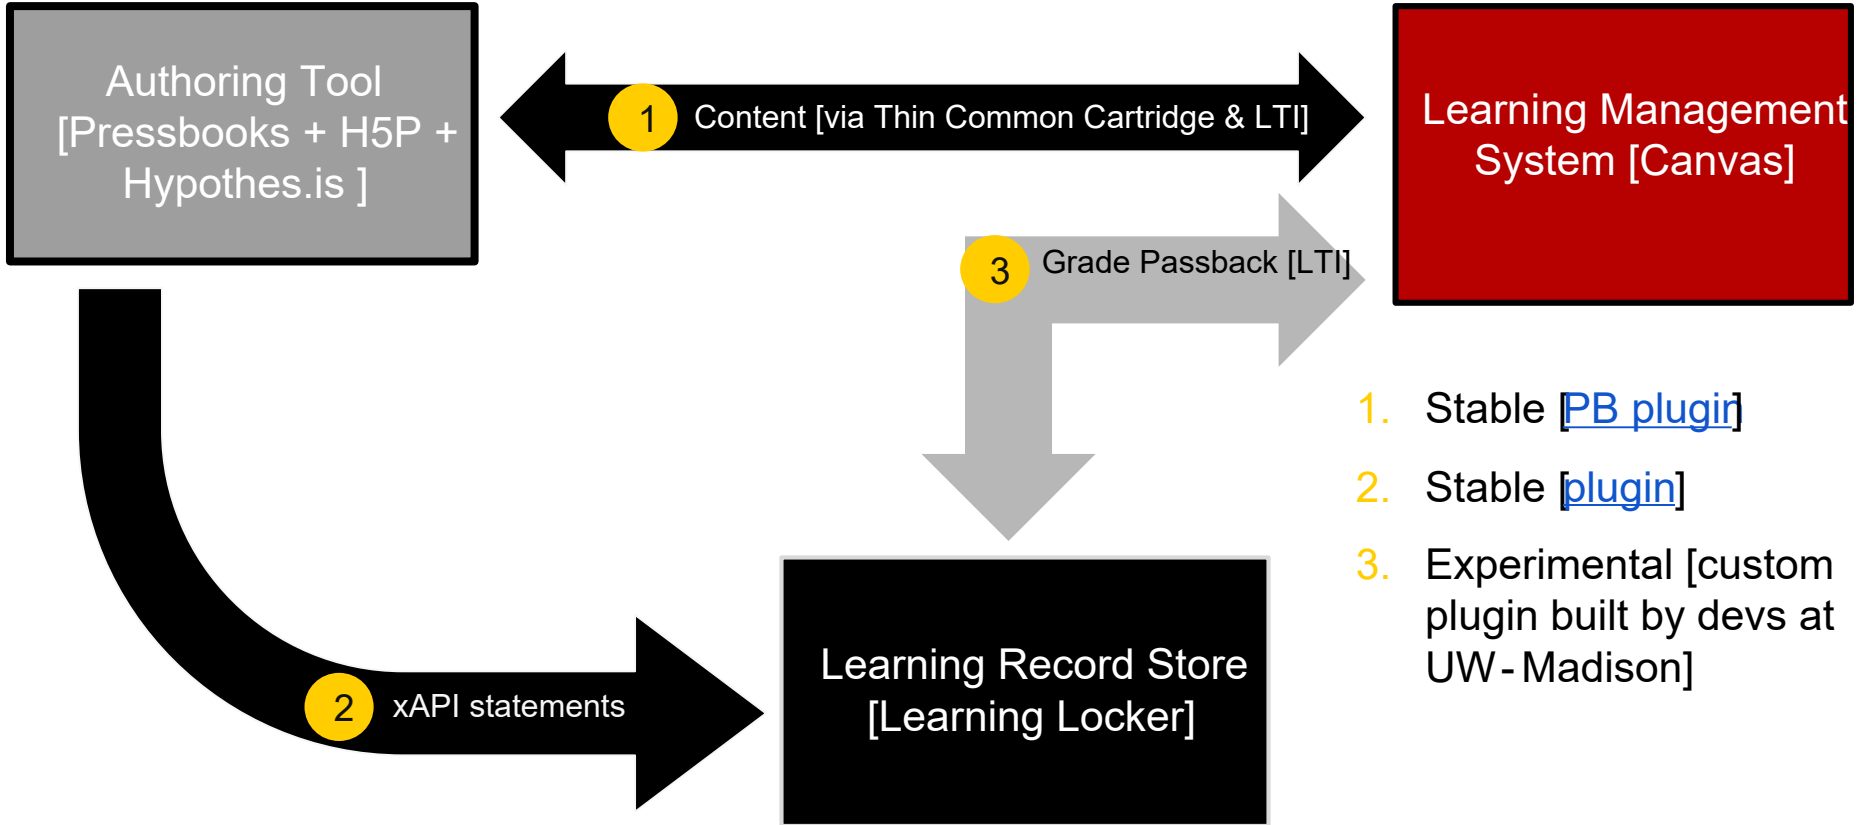 Authoring Tool
[Pressbooks + H5P +
Hypothes.is ]
1 Content [via Thin Common Cartridge & LTI]
Learning Management
System [Canvas]
3 Grade Passback [LTI]
1. Stable [PB plugin]
2. Stable [plugin]
3. Experimental [custom
plugin built by devs at
UW-Madison]
2 xAPI statements
Learning Record Store
[Learning Locker]